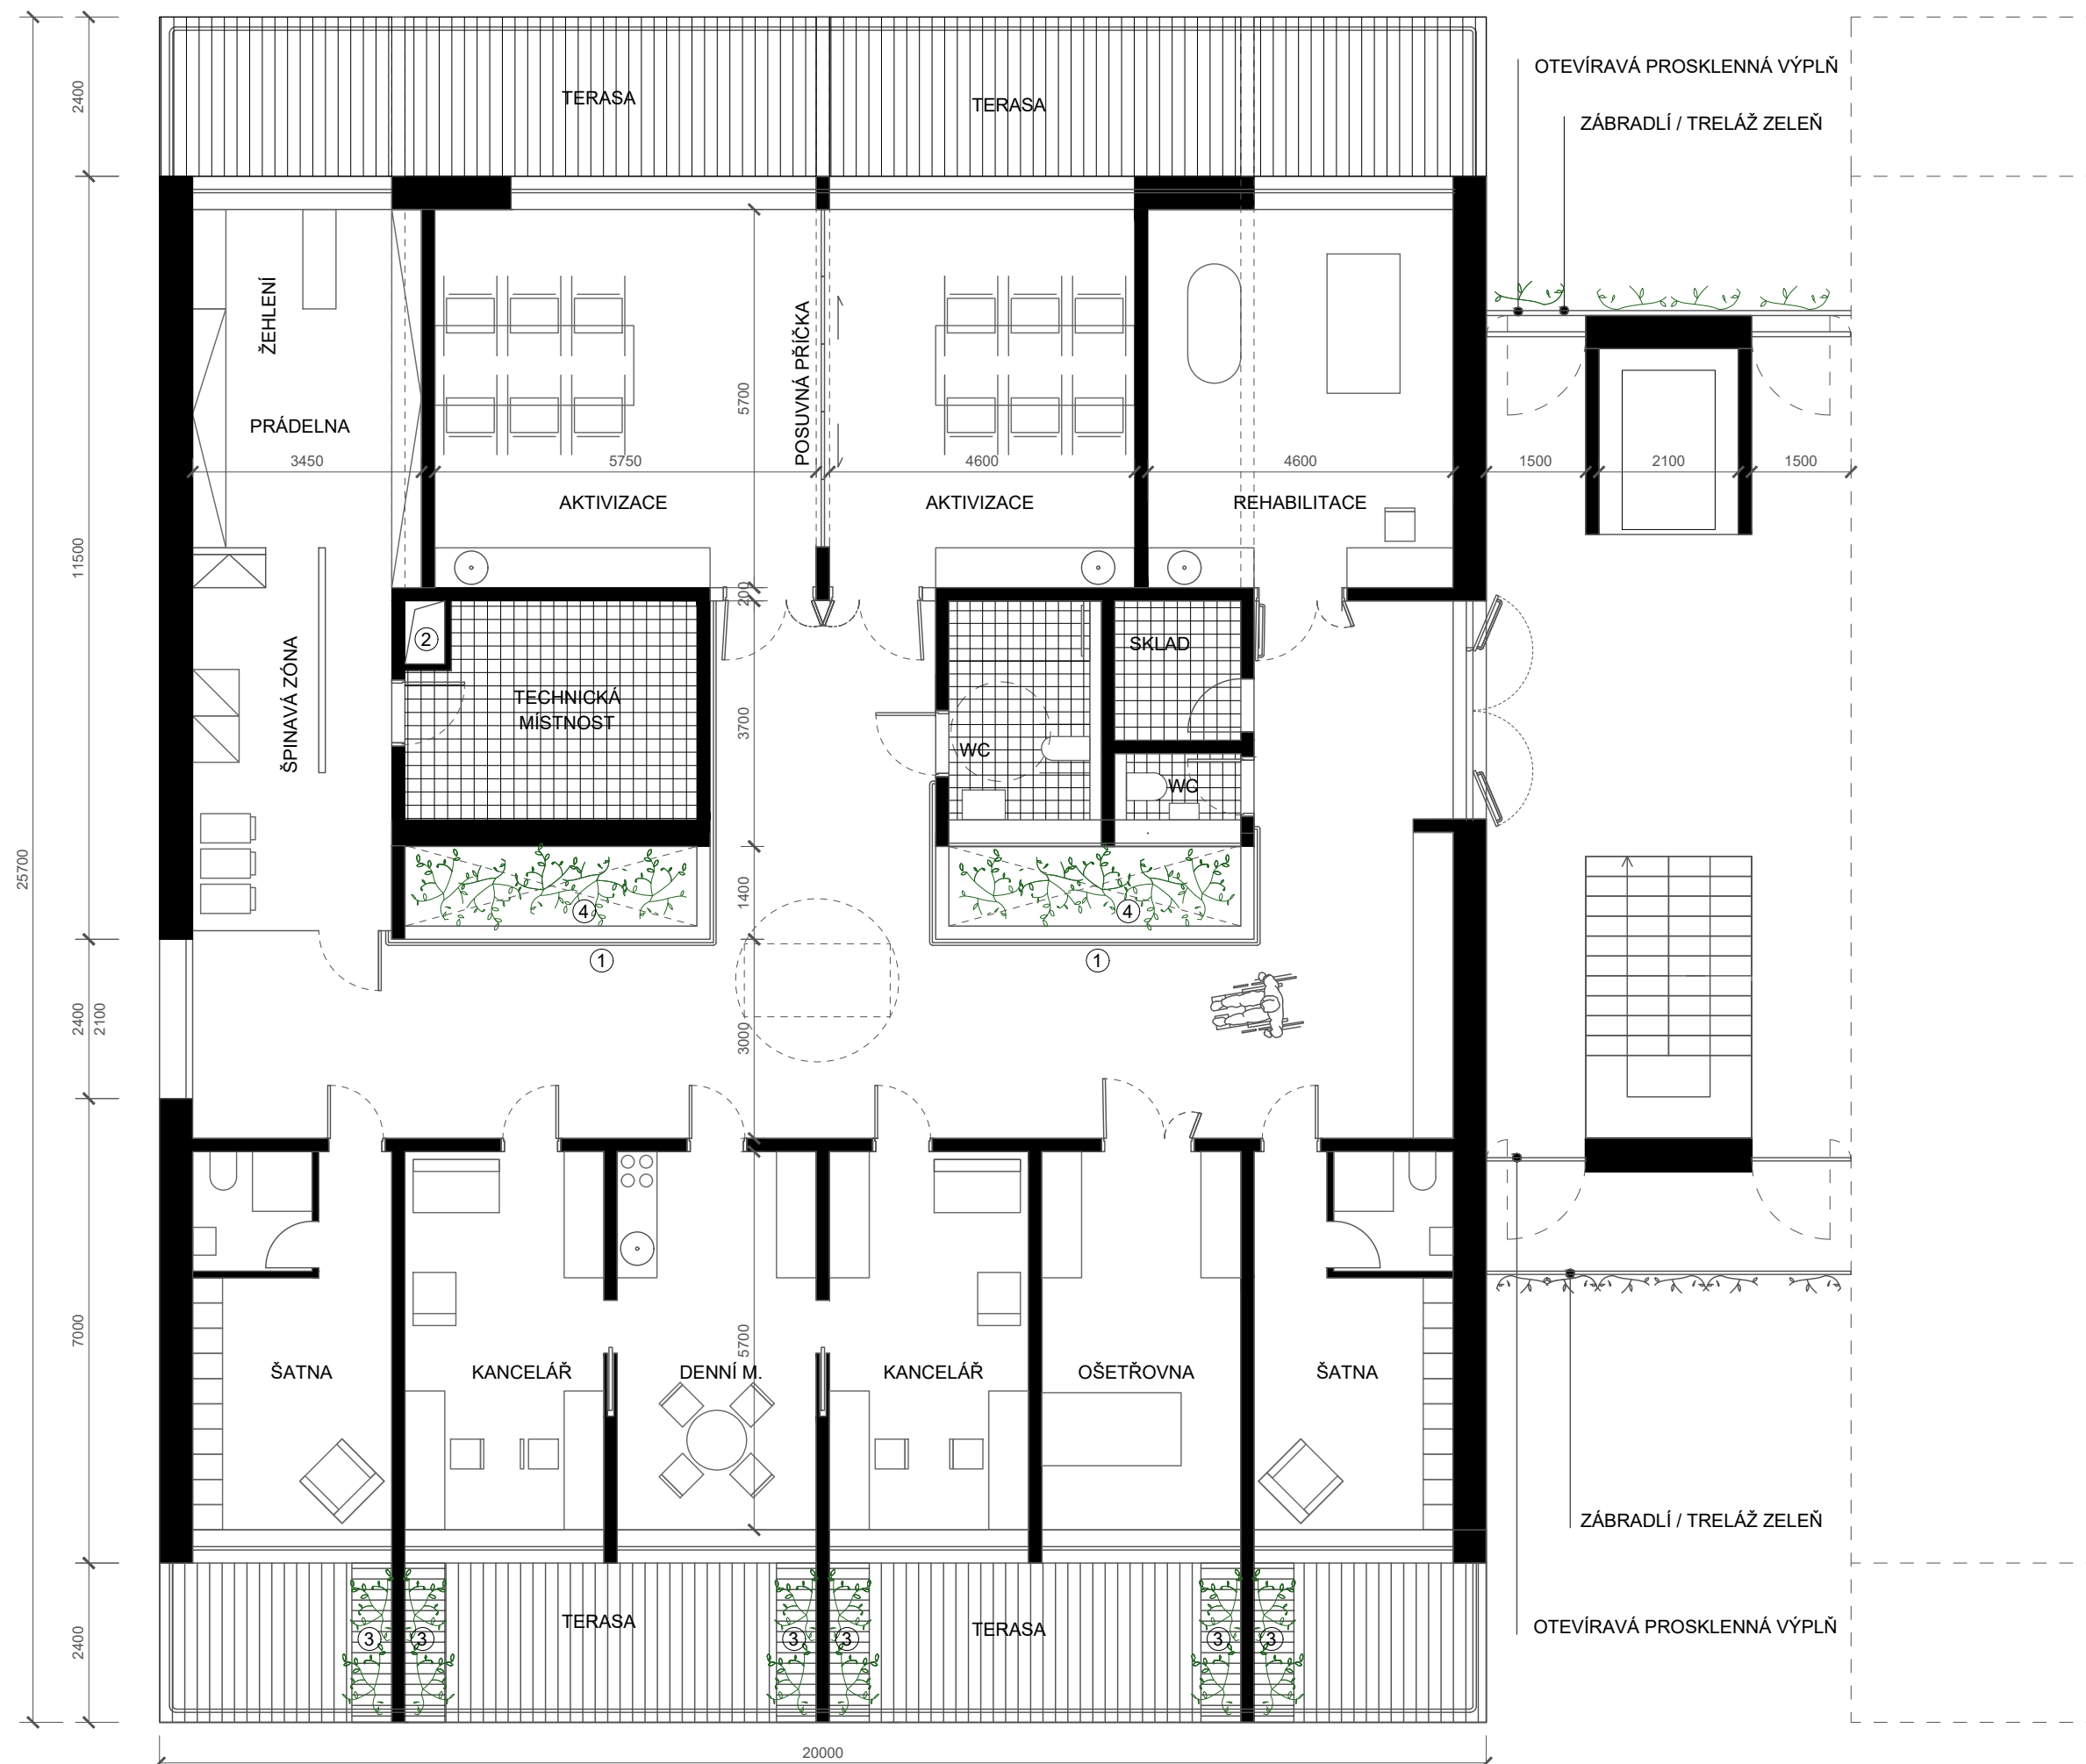 OTEVÍRAVÁ PROSKLENNÁ VÝPLŇ
2400
TERASA
TERASA
ZÁBRADLÍ / TRELÁŽ ZELEŇ
ŽEHLENÍ
POSUVNÁ PŘÍČKA
5700
PRÁDELNA
3450
5750
4600
4600
1500
2100
1500
AKTIVIZACE
AKTIVIZACE
REHABILITACE
11500
200
2
ŠPINAVÁ ZÓNA
TECHNICKÁ
MÍSTNOST
3700
SKLAD
WC
WC
25700
1400
4
4
1
1
2400
2100
3000
7000
5700
ŠATNA
KANCELÁŘ
DENNÍ M.
KANCELÁŘ
OŠETŘOVNA
ŠATNA
ZÁBRADLÍ / TRELÁŽ ZELEŇ
2400
TERASA
TERASA
OTEVÍRAVÁ PROSKLENNÁ VÝPLŇ
3
3
3
3
3
3
20000